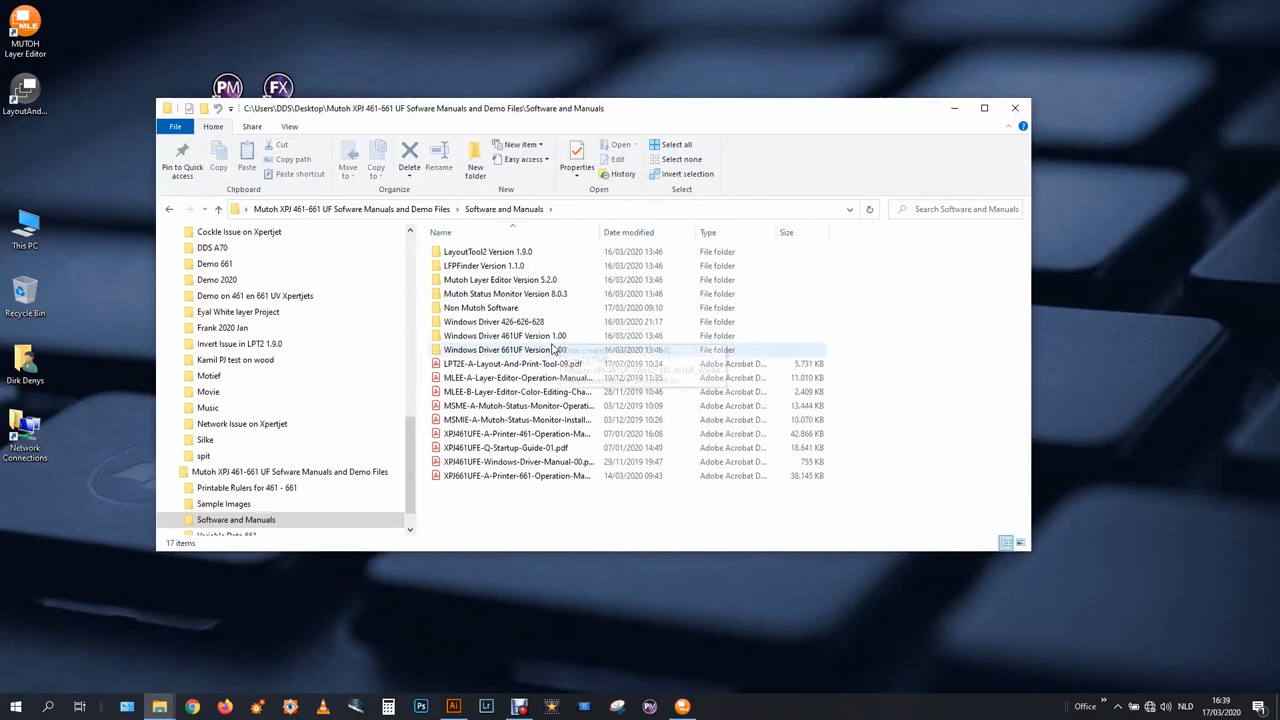 MUTOH
Layer Editor
LayoutAnd...
This PC
Recycle Bin
Dirk Denys
Network
Connections
PM
FX
C:\Users\DDS\Desktop\Mutoh XPJ 461-661 UF Sofware Manuals and Demo Files\Software and Manuals
File Home Share View
Pin to Quick
access
Copy
Paste
Cut
Copy path
Paste shortcut
Clipboard
Move
to
Copy
to
Delete
Rename
Organize
New
folder
New item
Easy access
New
Properties
Open
Edit
History
Open
Select all
Select none
Invert selection
Select
Mutoh XPJ 461-661 UF Sofware Manuals and Demo Files > Software and Manuals >
Search Software and Manuals
Cockle Issue on Xpertjet
DDS A70
Demo 661
Demo 2020
Demo on 461 en 661 UV Xpertjets
Eyal White layer Project
Frank 2020 Jan
Invert Issue in LPT2 1.9.0
Kamil PJ test on wood
Motief
Movie
Music
Network Issue on Xpertjet
Silke
spit
Mutoh XPJ 461-661 UF Sofware Manuals and Demo Files
Printable Rulers for 461 - 661
Sample Images
Software and Manuals
Variable Data 661
Name Date modified Type Size
LayoutTool2 Version 1.9.0 16/03/2020 13:46 File folder
LFPFinder Version 1.1.0 16/03/2020 13:46 File folder
Mutoh Layer Editor Version 5.2.0 16/03/2020 13:46 File folder
Mutoh Status Monitor Version 8.0.3 16/03/2020 13:46 File folder
Non Mutoh Software 17/03/2020 09:10 File folder
Windows Driver 426-626-628 16/03/2020 21:17 File folder
Windows Driver 461UF Version 1.00 16/03/2020 13:46 File folder
Windows Driver 661UF Version 1.00 16/03/2020 13:46 File folder
LPT2E-A-Layout-And-Print-Tool-09.pdf 17/07/2019 10:24 Adobe Acrobat D... 5.731 KB
MLEE-A-Layer-Editor-Operation-Manual... 19/12/2019 11:35 Adobe Acrobat D... 11.010 KB
MLEE-B-Layer-Editor-Color-Editing-Cha... 28/11/2019 10:46 Adobe Acrobat D... 2.409 KB
MSMIE-A-Mutoh-Status-Monitor-Operati... 03/12/2019 10:09 Adobe Acrobat D... 13.444 KB
MSMIE-A-Mutoh-Status-Monitor-Install... 03/12/2019 10:26 Adobe Acrobat D... 10.070 KB
XPJ461UFE-A-Printer-461-Operation-Ma... 07/01/2020 16:08 Adobe Acrobat D... 42.866 KB
XPJ461UFE-Q-Startup-Guide-01.pdf 07/01/2020 14:49 Adobe Acrobat D... 18.641 KB
XPJ461UFE-Windows-Driver-Manual-00.p... 29/11/2019 19:47 Adobe Acrobat D... 755 KB
XPJ661UFE-A-Printer-661-Operation-Ma... 14/03/2020 09:43 Adobe Acrobat D... 38.145 KB
17 items
Office
NLD
16:39
17/03/2020